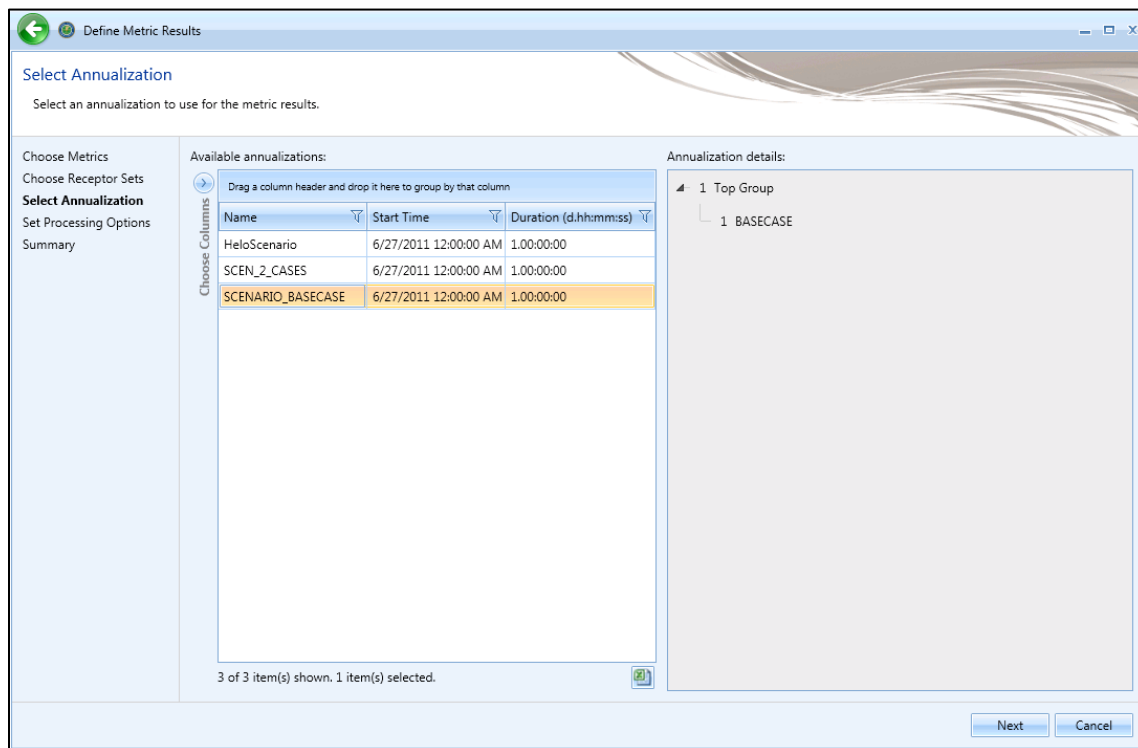 Define Metric Results
Select Annualization
Select an annualization to use for the metric results.
Choose Metrics
Choose Receptor Sets
Select Annualization
Set Processing Options
Summary
Available annualizations:
Choose Columns
Drag a column header and drop it here to group by that column
Name Start Time Duration (d.hh:mm:ss)
HeloScenario 6/27/2011 12:00:00 AM 1.00:00:00
SCEN_2_CASES 6/27/2011 12:00:00 AM 1.00:00:00
SCENARIO_BASECASE 6/27/2011 12:00:00 AM 1.00:00:00
3 of 3 item(s) shown. 1 item(s) selected.
Annualization details:
1 Top Group
1 BASECASE
Next Cancel